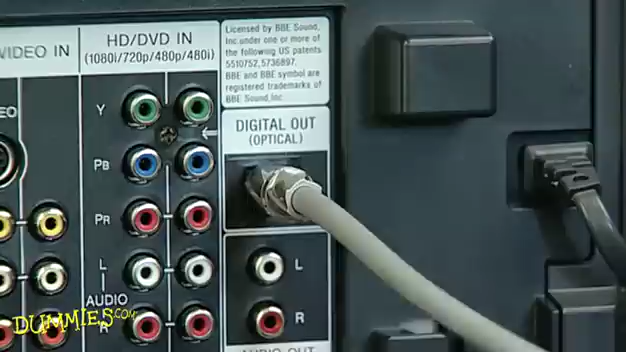 VIDEO IN
HD/DVD IN
(1080i/720p/480p/480i)
Y
PB
PR
L
AUDIO
R
Licensed by BBE Sound,
Inc under one or more of
the following US patents
5510752,5736897.
BBE and BBE symbol are
registered trademarks of
BBE Sound,Inc
DIGITAL OUT
(OPTICAL)
L
R
AUDIO OUT
DUMMIES.COM